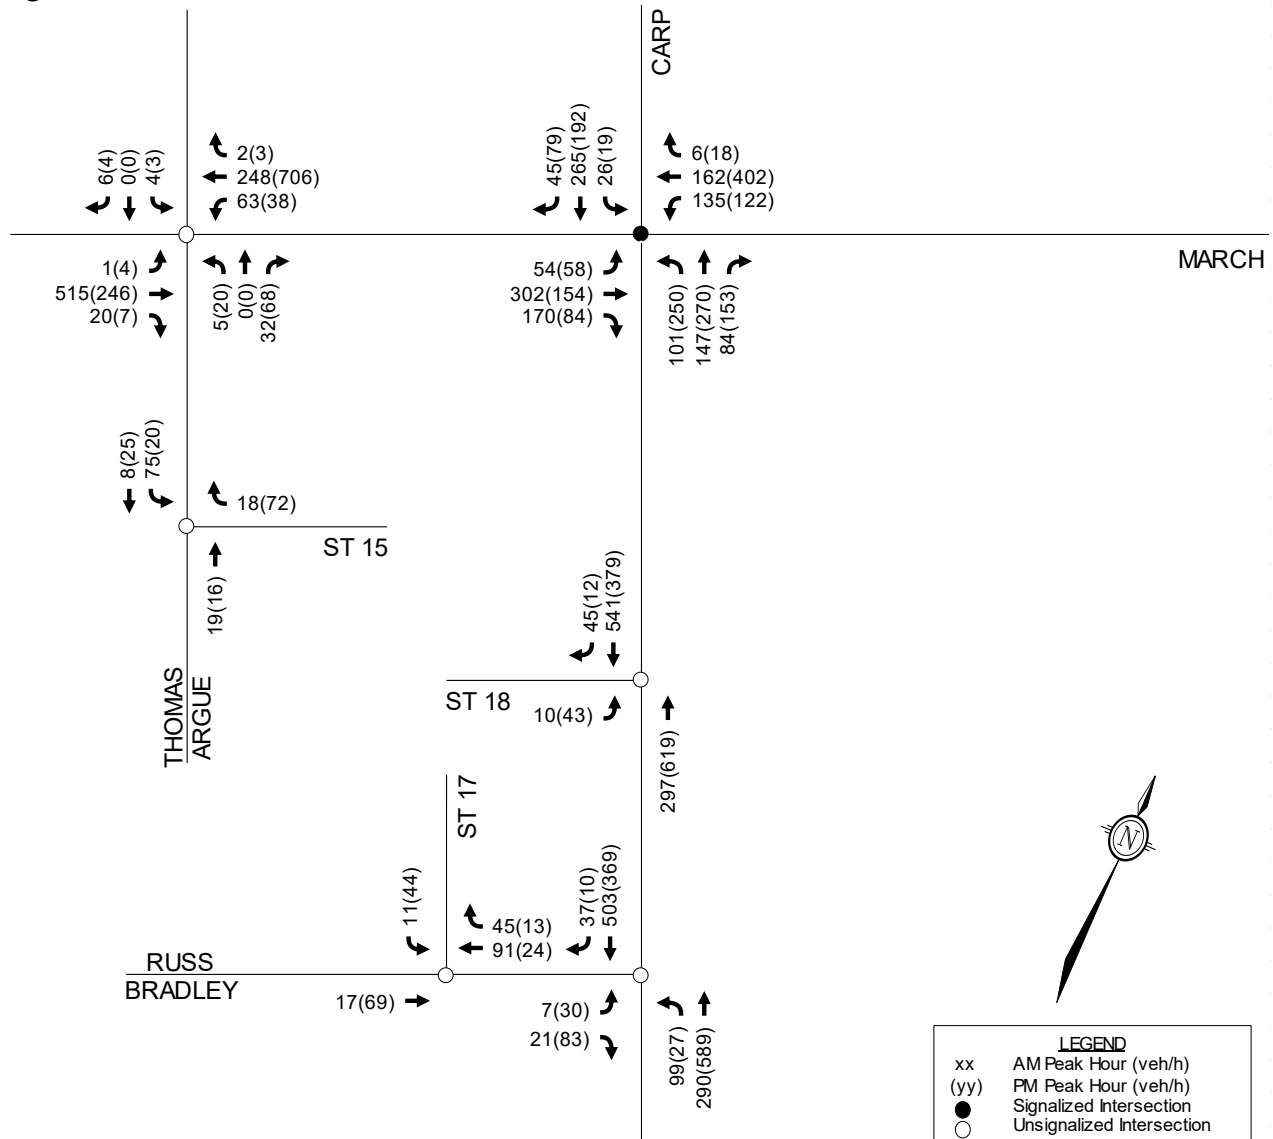 CARP
6(4)
0(0)
4(3)
2(3)
248(706)
63(38)
1(4)
515(246)
20(7)
5(20)
0(0)
32(68)
45(79)
265(192)
26(19)
6(18)
162(402)
135(122)
MARCH
54(58)
302(154)
170(84)
101(250)
147(270)
84(153)
8(25)
75(20)
18(72)
ST 15
19(16)
THOMAS
ARGUE
45(12)
541(379)
ST 18
10(43)
297(619)
ST 17
11(44)
45(13)
91(24)
37(10)
503(369)
RUSS
BRADLEY
17(69)
7(30)
21(83)
99(27)
290(589)
N
LEGEND
xx AM Peak Hour (veh/h)
(yy) PM Peak Hour (veh/h)
Signalized Intersection
Unsignalized Intersection